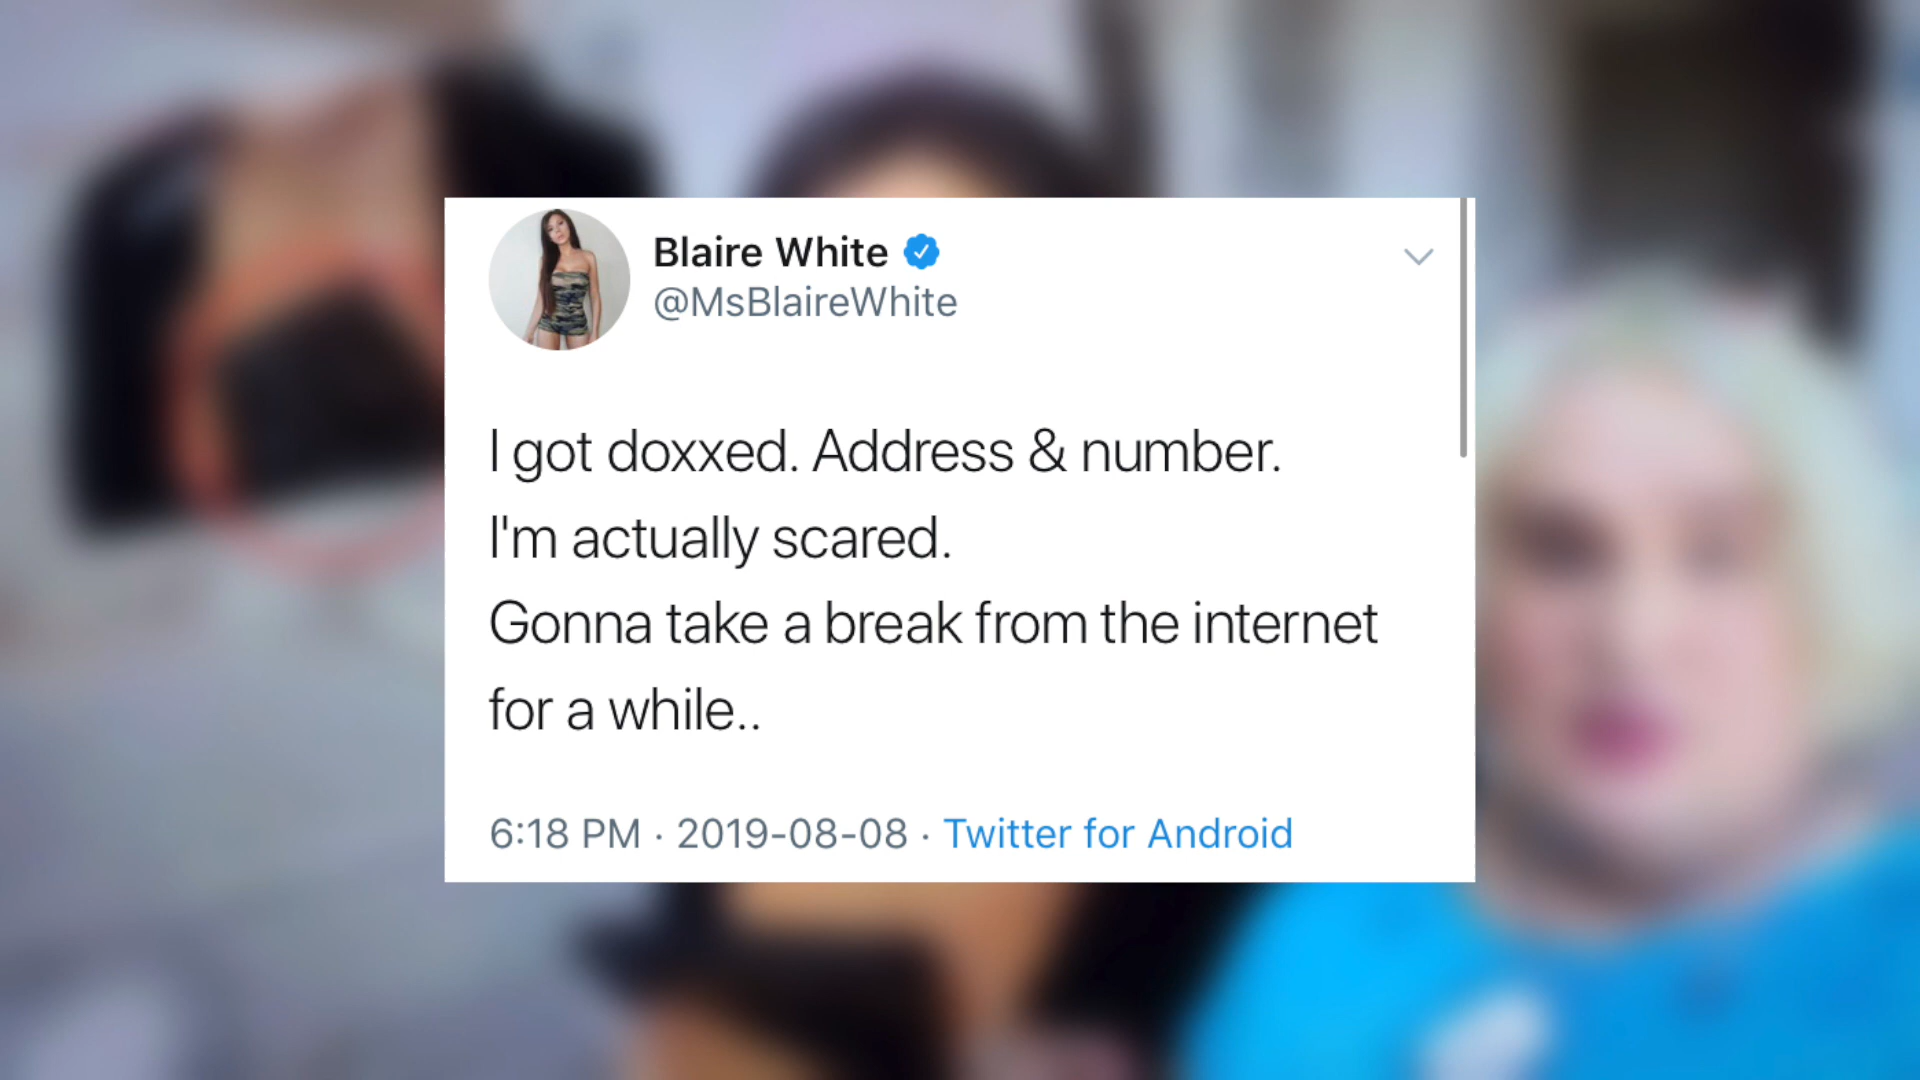 Blaire White
@MsBlaireWhite
I got doxxed. Address & number.
I'm actually scared.
Gonna take a break from the internet
for a while..
6:18 PM · 2019-08-08 · Twitter for Android